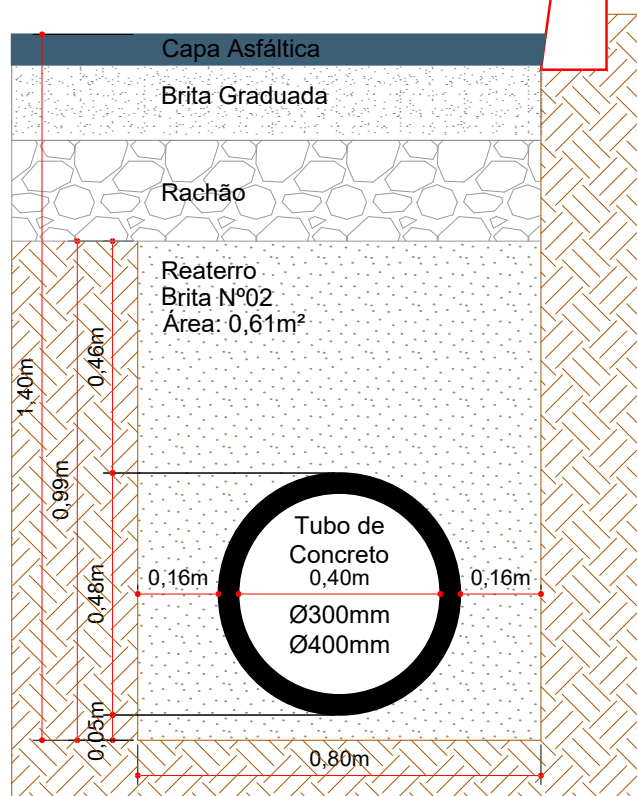 Capa Asfáltica
Brita Graduada
Rachão
Reaterro
Brita Nº02
Área: 0,61m²
1,40m
0,99m
0,46m
0,48m
0,05m
Tubo de
Concreto
0,16m
0,40m
0,16m
Ø300mm
Ø400mm
0,80m